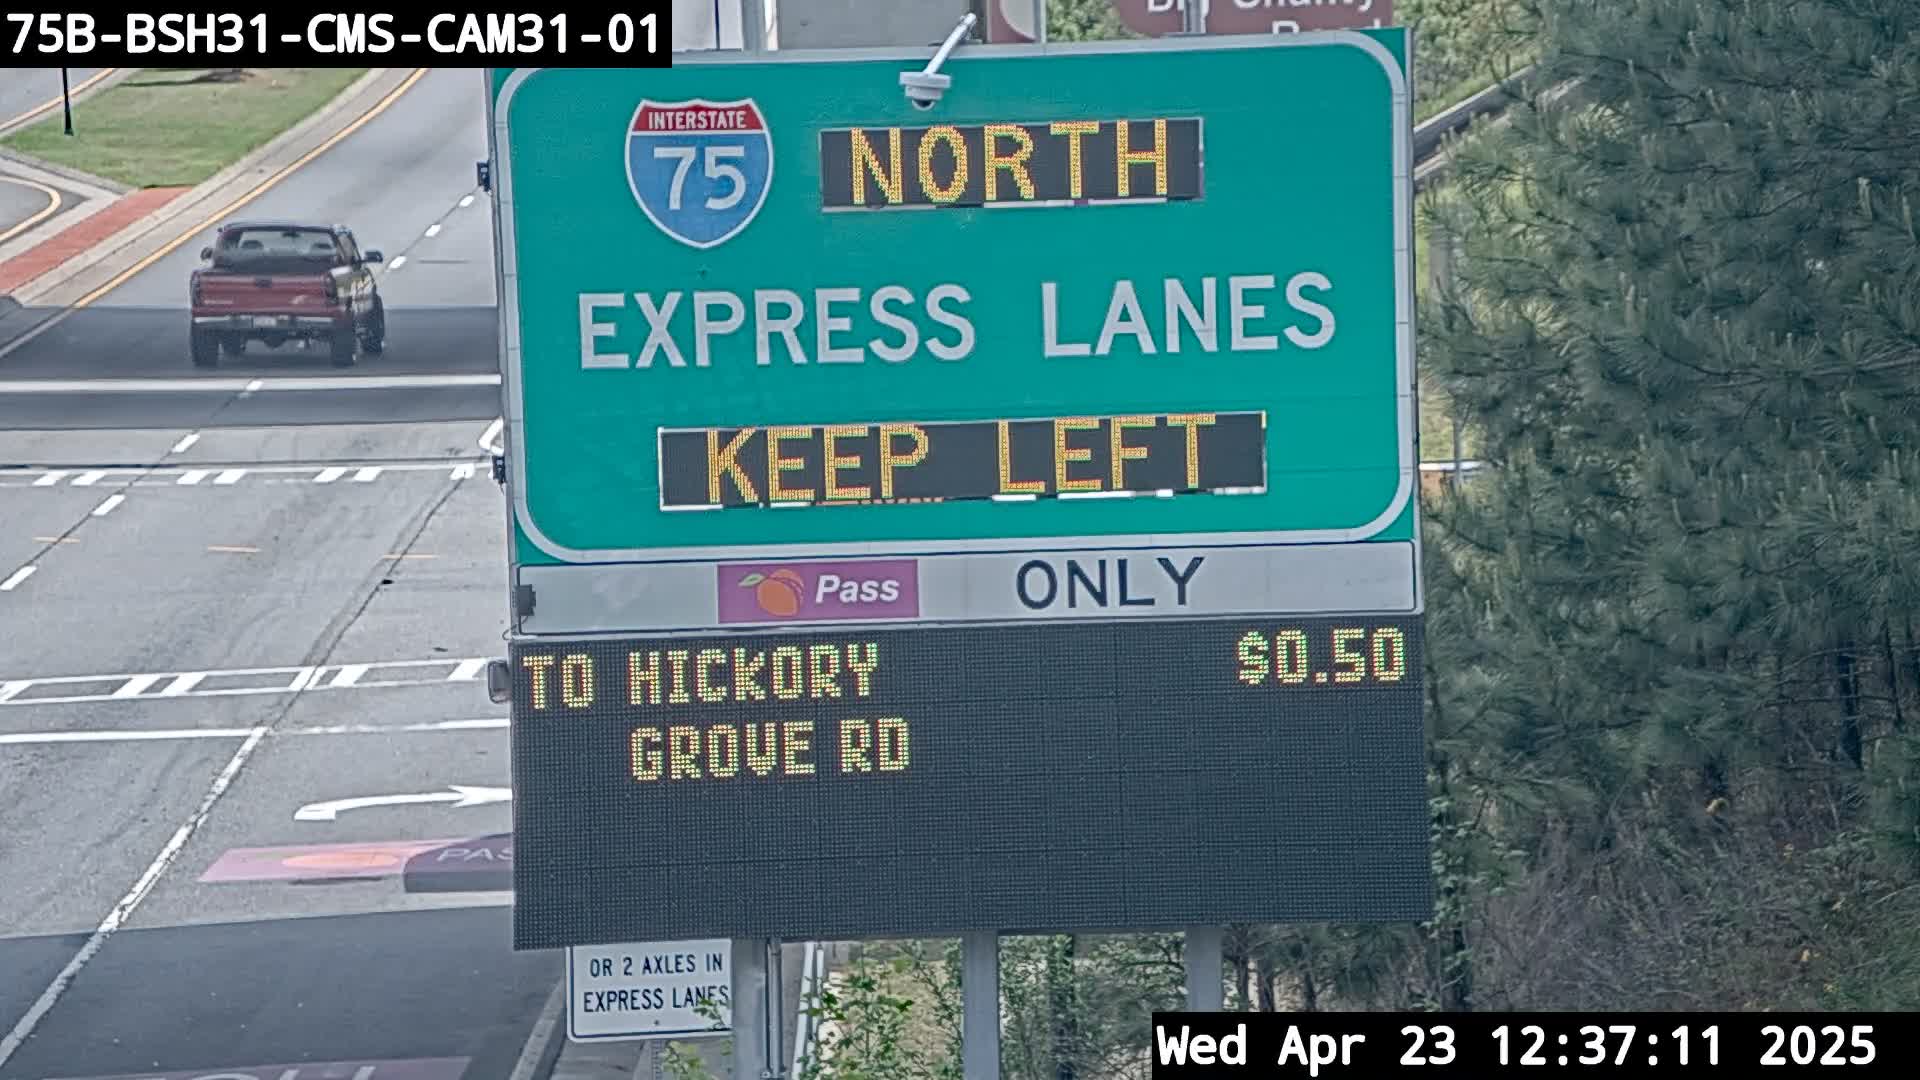 75B-BSH31-CMS-CAM31-01
INTERSTATE
75
NORTH
EXPRESS LANES
KEEP LEFT
Pass ONLY
TO HICKORY $0.50
GROVE RD
OR 2 AXLES IN
EXPRESS LANES
Wed Apr 23 12:37:11 2025